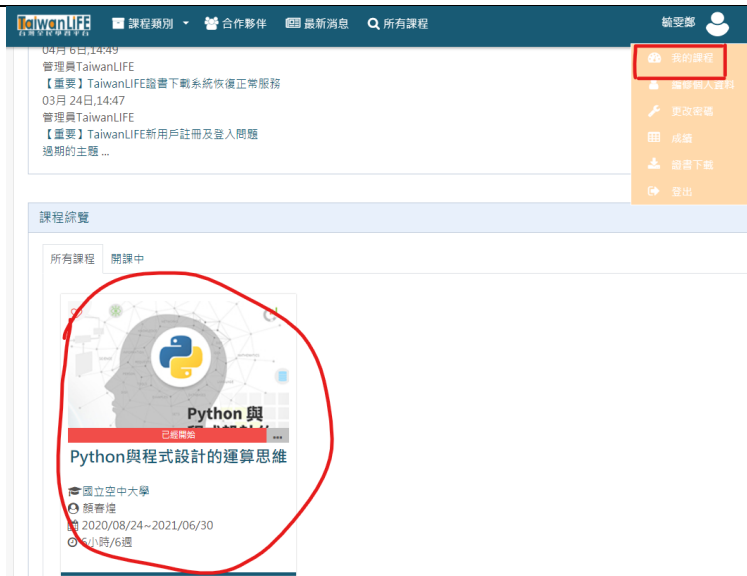 TaiwanLIFE
台灣全民學習平台
課程類別
合作夥伴
最新消息
所有課程
毓雯鄭
我的課程
編修個人資料
更改密碼
成績
證書下載
登出
04月 6日,14:49
管理員TaiwanLIFE
【重要】TaiwanLIFE證書下載系統恢復正常服務
03月 24日,14:47
管理員TaiwanLIFE
【重要】TaiwanLIFE新用戶註冊及登入問題
過期的主題 ...
課程綜覽
所有課程
開課中
Python 與
已經開始
...
Python與程式設計的運算思維
國立空中大學
顏春煌
2020/08/24~2021/06/30
6小時/6週